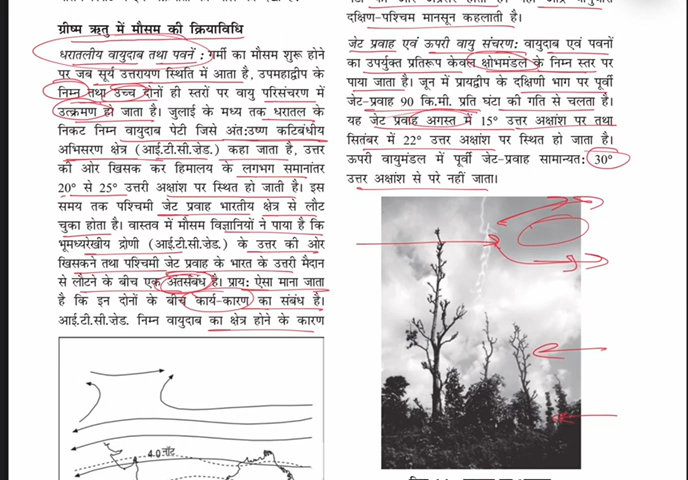 ग्रीष्म ऋतु में मौसम की क्रियाविधि
धरातलीय वायुदाब तथा पवनें : गर्मी का मौसम शुरू होने
पर जब सूर्य उत्तरायण स्थिति में आता है, उपमहाद्वीप के
निम्न तथा उच्च दोनों ही स्तरों पर वायु परिसंचरण में
उत्क्रमण हो जाता है। जुलाई के मध्य तक धरातल के
निकट निम्न वायुदाब पेटी जिसे अंत:उष्ण कटिबंधीय
अभिसरण क्षेत्र (आई.टी.सी.जेड.) कहा जाता है, उत्तर
की ओर खिसक कर हिमालय के लगभग समानांतर
20° से 25° उत्तरी अक्षांश पर स्थित हो जाती है। इस
समय तक पश्चिमी जेट प्रवाह भारतीय क्षेत्र से लौट
चुका होता है। वास्तव में मौसम विज्ञानियों ने पाया है कि
भूमध्यरेखीय द्रोणी (आई.टी.सी.जेड.) के उत्तर की ओर
खिसकने तथा पश्चिमी जेट प्रवाह के भारत के उत्तरी मैदान
से लौटने के बीच एक अंतर्संबंध है। प्राय: ऐसा माना जाता
है कि इन दोनों के बीच कार्य-कारण का संबंध है।
आई.टी.सी.जेड. निम्न वायुदाब का क्षेत्र होने के कारण
4.0 नॉट
दक्षिण-पश्चिम मानसून कहलाती है।
जेट प्रवाह एवं ऊपरी वायु संचरण: वायुदाब एवं पवनों
का उपर्युक्त प्रतिरूप केवल क्षोभमंडल के निम्न स्तर पर
पाया जाता है। जून में प्रायद्वीप के दक्षिणी भाग पर पूर्वी
जेट-प्रवाह 90 कि.मी. प्रति घंटा की गति से चलता है।
यह जेट प्रवाह अगस्त में 15° उत्तर अक्षांश पर तथा
सितंबर में 22° उत्तर अक्षांश पर स्थित हो जाता है।
ऊपरी वायुमंडल में पूर्वी जेट-प्रवाह सामान्यत: 30°
उत्तर अक्षांश से परे नहीं जाता।